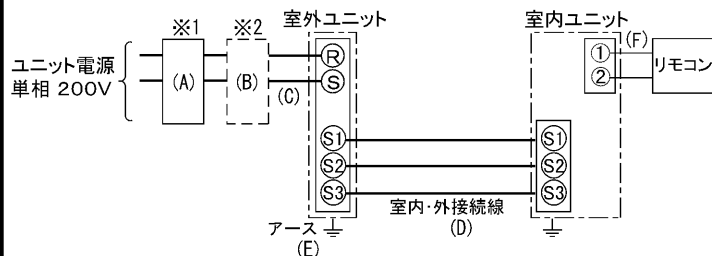 ※1
※2
室外ユニット
室内ユニット
ユニット電源
単相 200V
(A)
(B)
(C)
R
S
① (F)
②
リモコン
S1
S2
S3
S1
S2
S3
室内・外接続線
(D)
アース
(E)